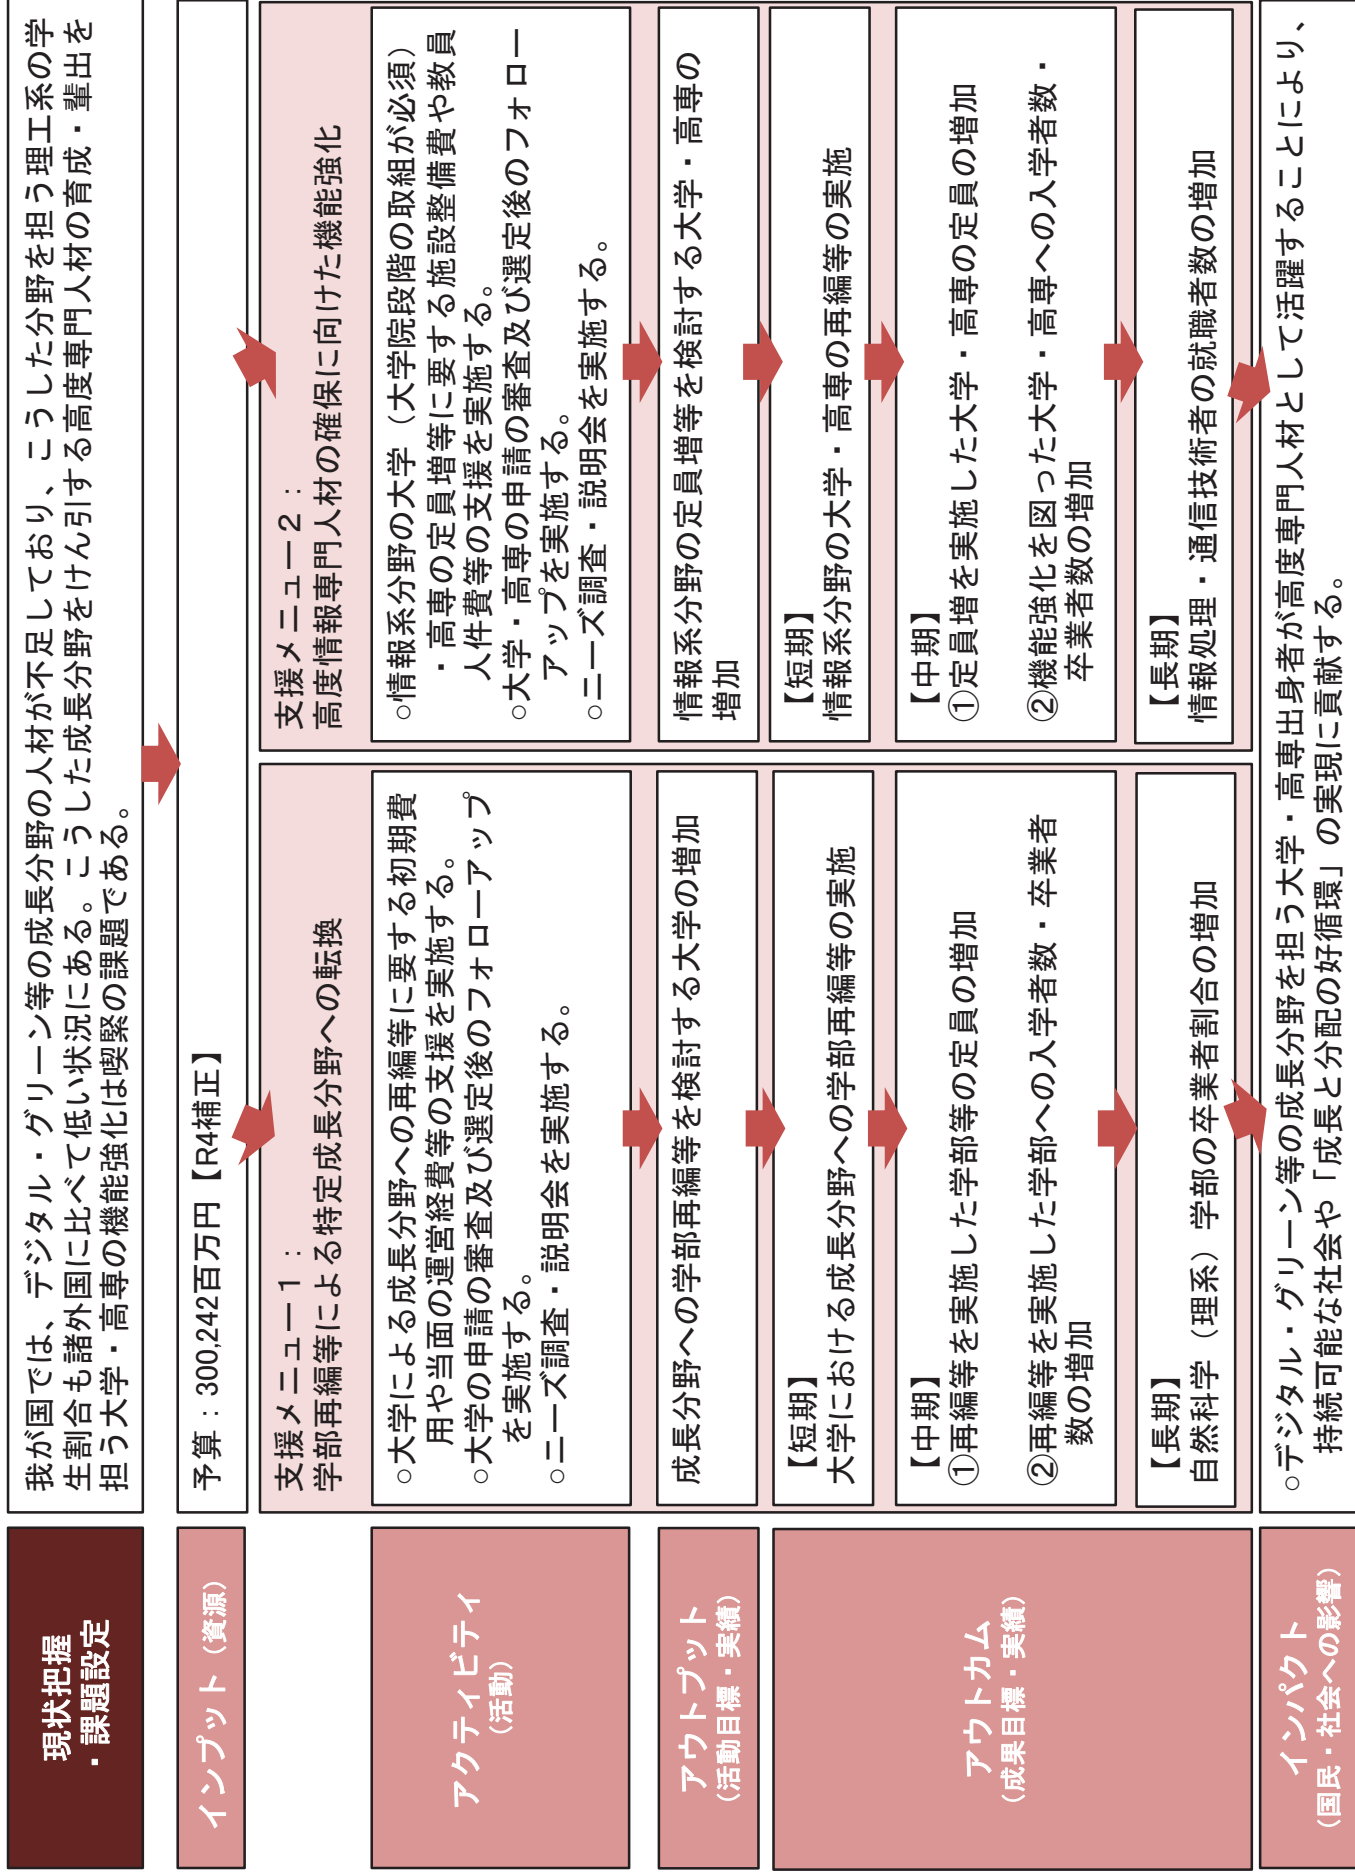 現状把握
・課題設定
我が国では、デジタル・グリーン等の成長分野の人材が不足しており、こうした分野を担う理工系の学
生割合も諸外国に比べて低い状況にある。こうした成長分野をけん引する高度専門人材の育成・輩出を
担う大学・高専の機能強化は喫緊の課題である。
インプット（資源）
予算：300,242百万円【R4補正】
支援メニュー１：
学部再編等による特定成長分野への転換
支援メニュー２：
高度情報専門人材の確保に向けた機能強化
アクティビティ
（活動）
○大学による成長分野への再編等に要する初期費
用や当面の運営経費等の支援を実施する。
○大学の申請の審査及び選定後のフォローアップ
を実施する。
○ニーズ調査・説明会を実施する。
○情報系分野の大学（大学院段階の取組が必須）
・高専の定員増等に要する施設整備費や教員
人件費等の支援を実施する。
○大学・高専の申請の審査及び選定後のフォロー
アップを実施する。
○ニーズ調査・説明会を実施する。
アウトプット
（活動目標・実績）
成長分野への学部再編等を検討する大学の増加
情報系分野の定員増等を検討する大学・高専の
増加
アウトカム
（成果目標・実績）
【短期】
大学における成長分野への学部再編等の実施
【中期】
①再編等を実施した学部等の定員の増加
②再編等を実施した学部への入学者数・卒業者
数の増加
【長期】
自然科学（理系）学部の卒業者割合の増加
【短期】
情報系分野の大学・高専の再編等の実施
【中期】
①定員増を実施した大学・高専の定員の増加
②機能強化を図った大学・高専への入学者数・
卒業者数の増加
【長期】
情報処理・通信技術者の就職者数の増加
インパクト
（国民・社会への影響）
○デジタル・グリーン等の成長分野を担う大学・高専出身者が高度専門人材として活躍することにより、
持続可能な社会や「成長と分配の好循環」の実現に貢献する。